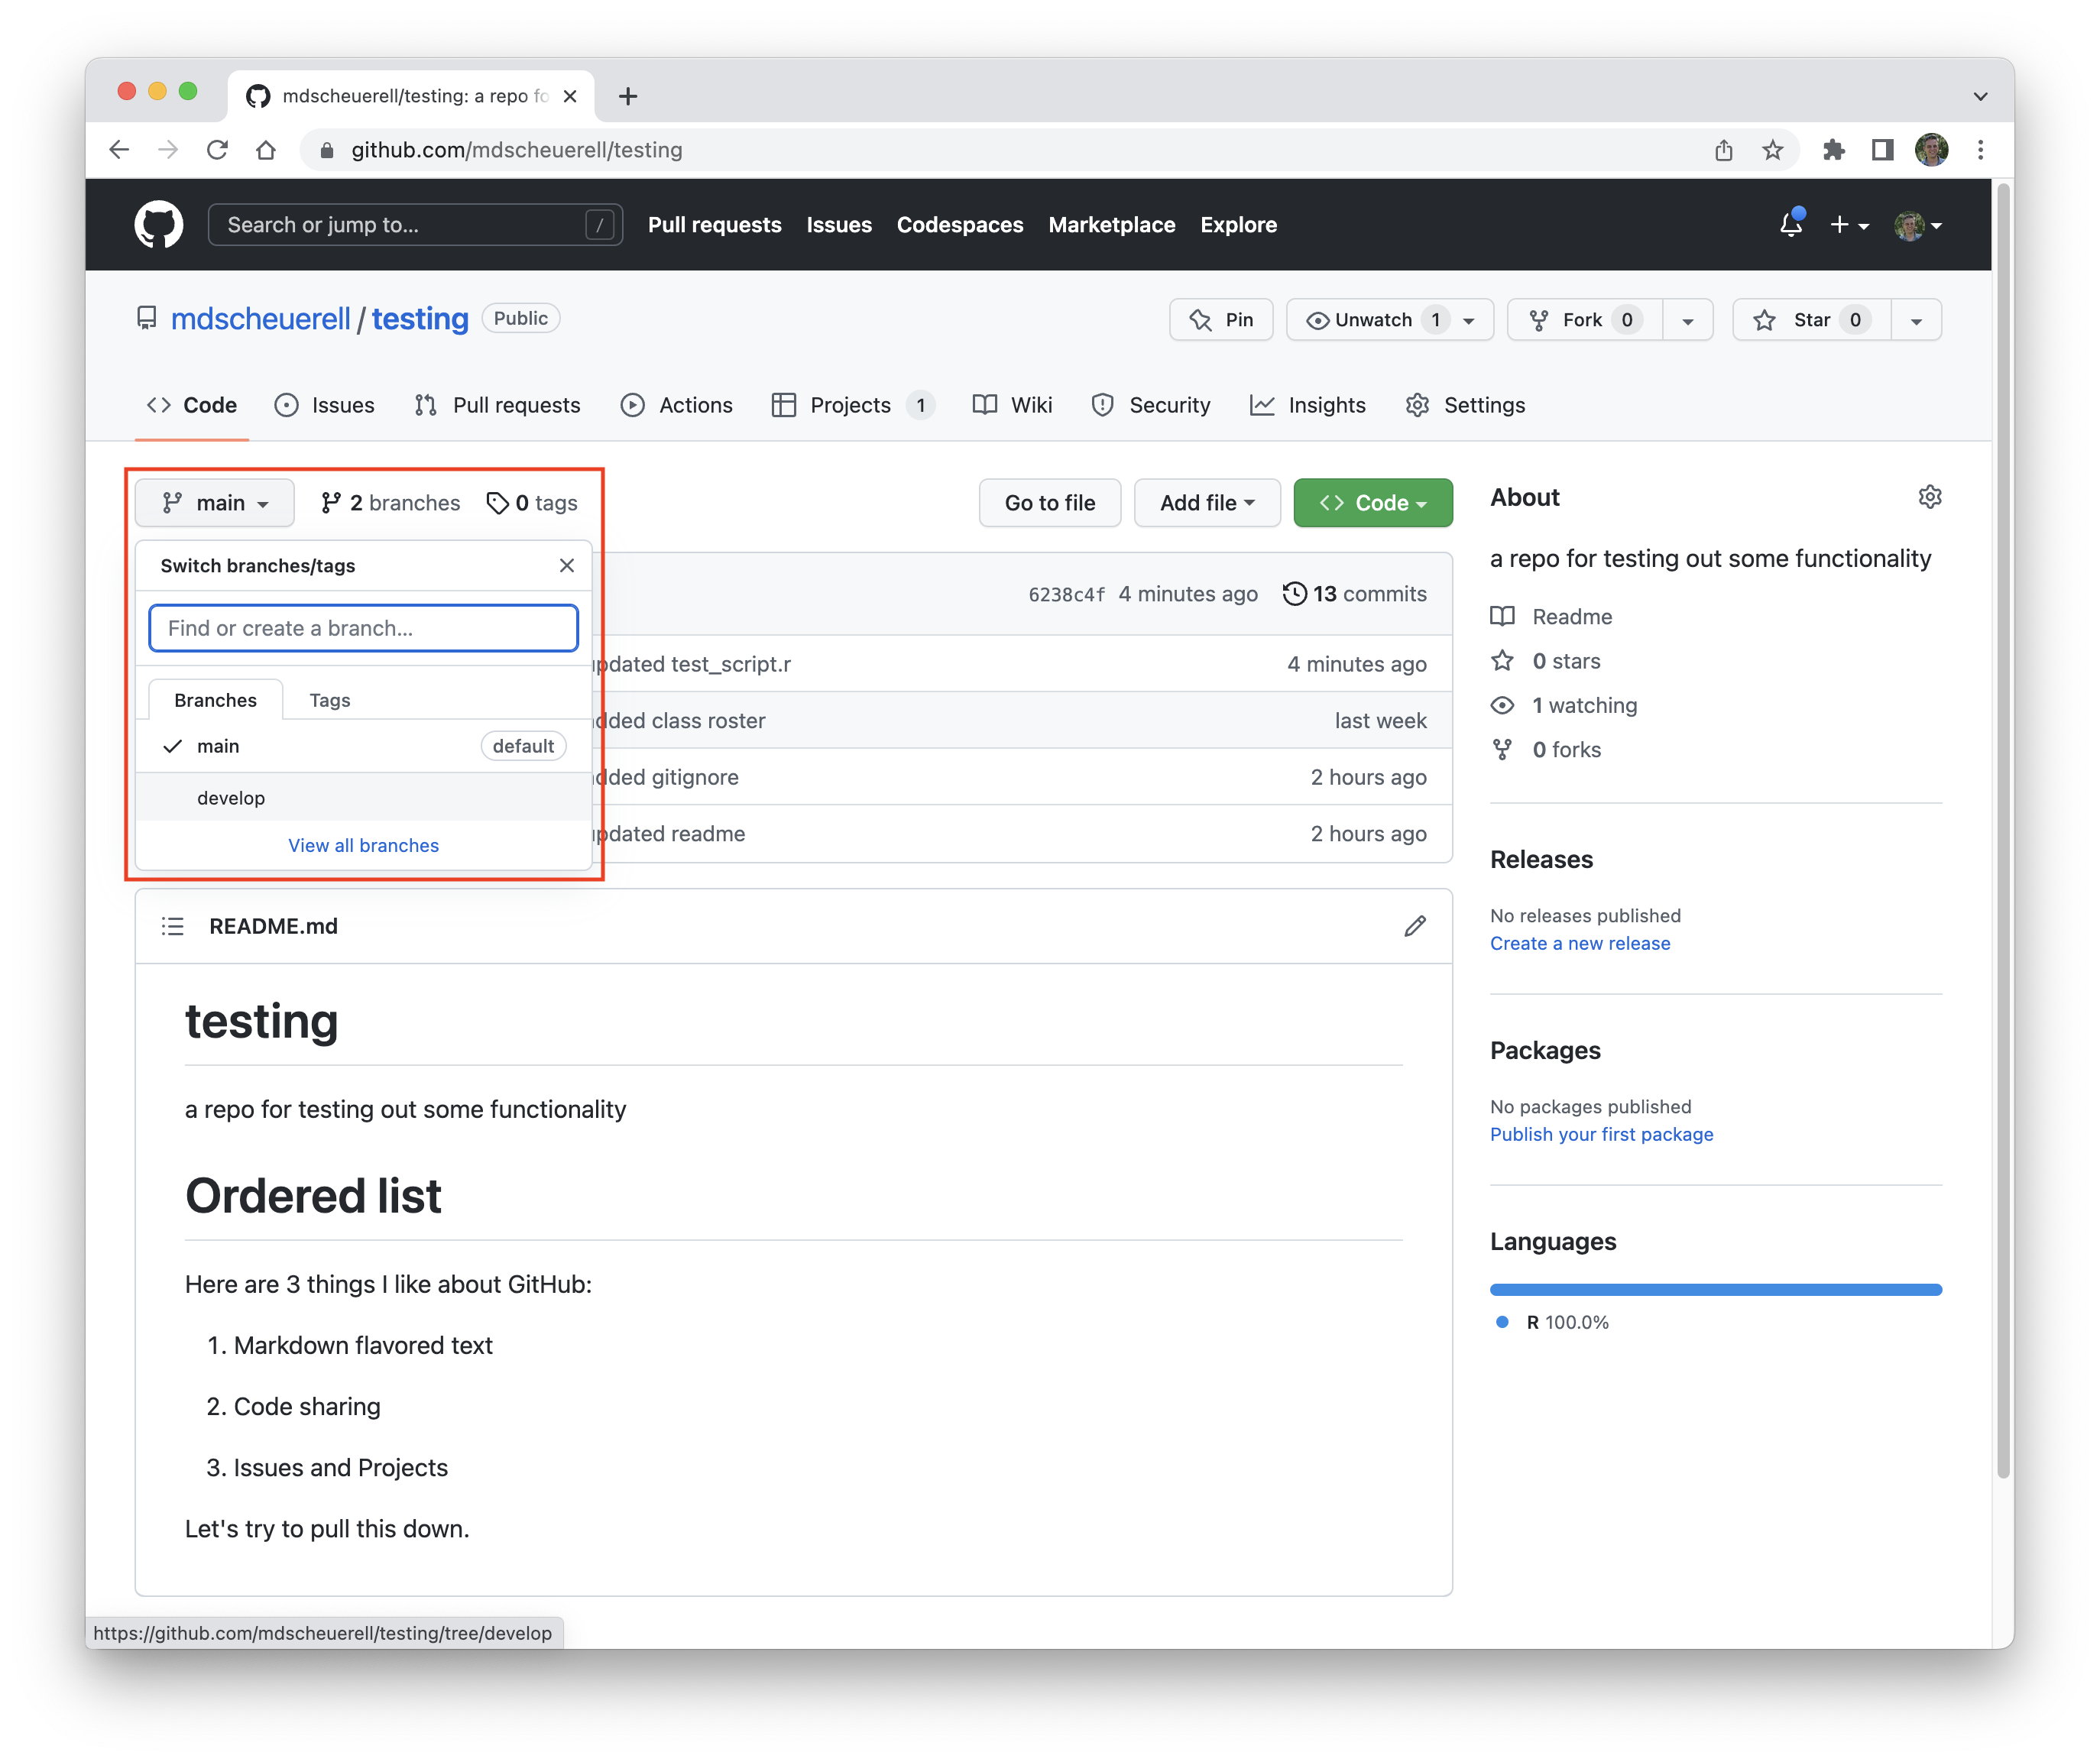 mdscheuerell/testing: a repo fo
github.com/mdscheuerell/testing
Search or jump to... /
Pull requests Issues Codespaces Marketplace Explore
mdscheuerell / testing Public
Pin Unwatch 1 Fork 0 Star 0
Code Issues Pull requests Actions Projects 1 Wiki Security Insights Settings
main 2 branches 0 tags
Go to file Add file Code
Switch branches/tags
Find or create a branch...
Branches Tags
main default
develop
View all branches
6238c4f 4 minutes ago 13 commits
updated test_script.r 4 minutes ago
added class roster last week
added gitignore 2 hours ago
updated readme 2 hours ago
README.md
testing
a repo for testing out some functionality
Ordered list
Here are 3 things I like about GitHub:
1. Markdown flavored text
2. Code sharing
3. Issues and Projects
Let's try to pull this down.
About
a repo for testing out some functionality
Readme
0 stars
1 watching
0 forks
Releases
No releases published
Create a new release
Packages
No packages published
Publish your first package
Languages
R 100.0%
https://github.com/mdscheuerell/testing/tree/develop